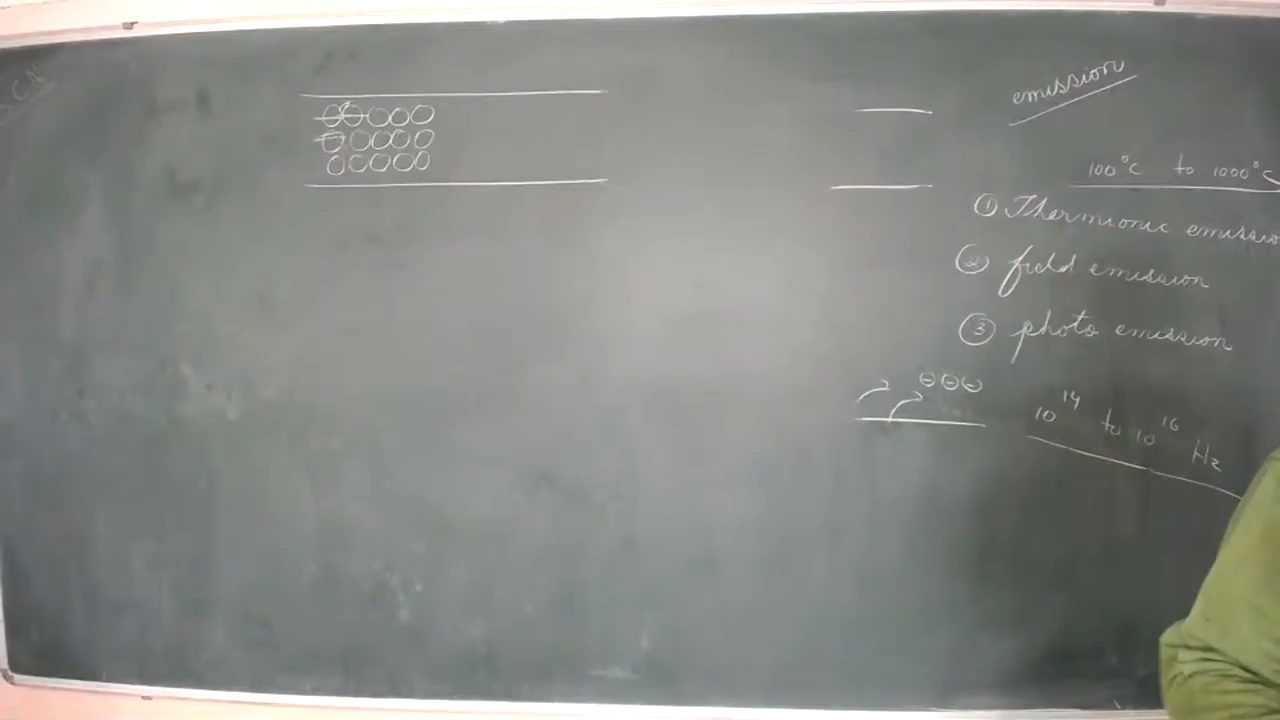 emission
100°C to 1000°C
① Thermionic emission
② field emission
③ photo emission
10^14 to 10^16 Hz